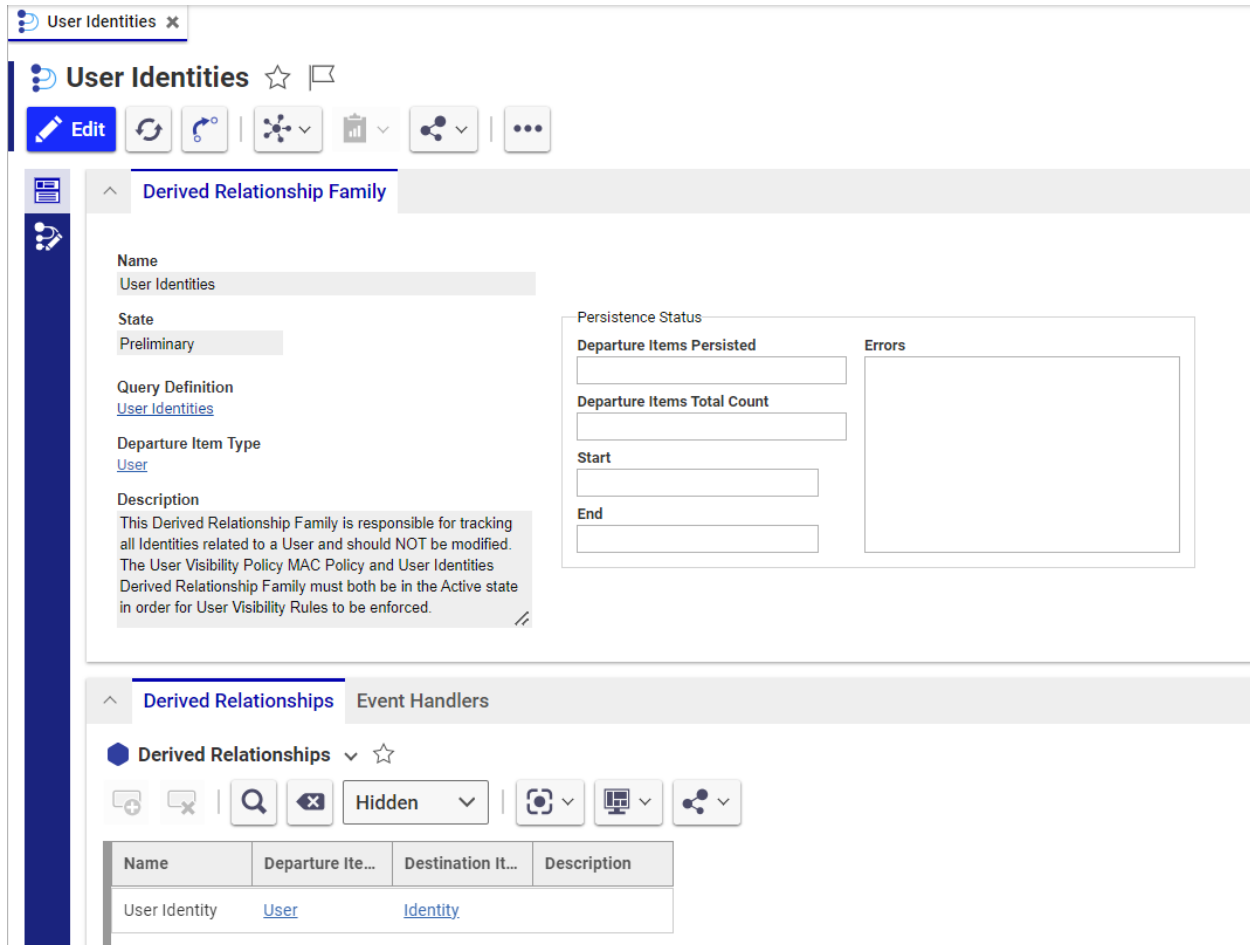 User Identities
User Identities
Edit
Derived Relationship Family
Name
User Identities
State
Preliminary
Query Definition
User Identities
Departure Item Type
User
Description
This Derived Relationship Family is responsible for tracking
all Identities related to a User and should NOT be modified.
The User Visibility Policy MAC Policy and User Identities
Derived Relationship Family must both be in the Active state
in order for User Visibility Rules to be enforced.
Persistence Status
Departure Items Persisted
Departure Items Total Count
Start
End
Errors
Derived Relationships Event Handlers
Derived Relationships
Hidden
Name Departure Ite... Destination It... Description
User Identity User Identity